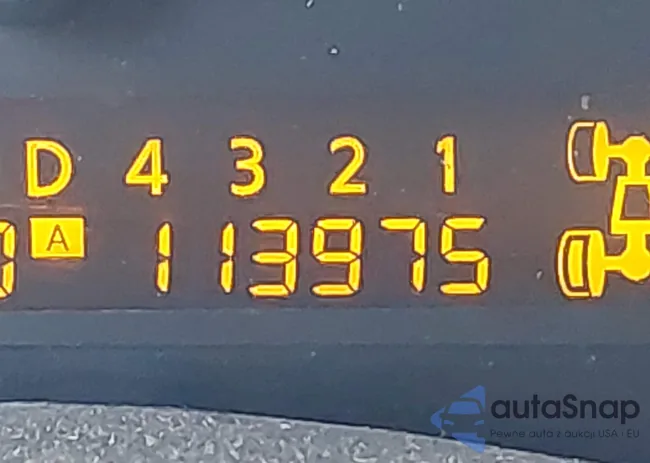 D 4 3 2 1
A 113975
autaSnap
Pewne auta z aukcji USA • EU